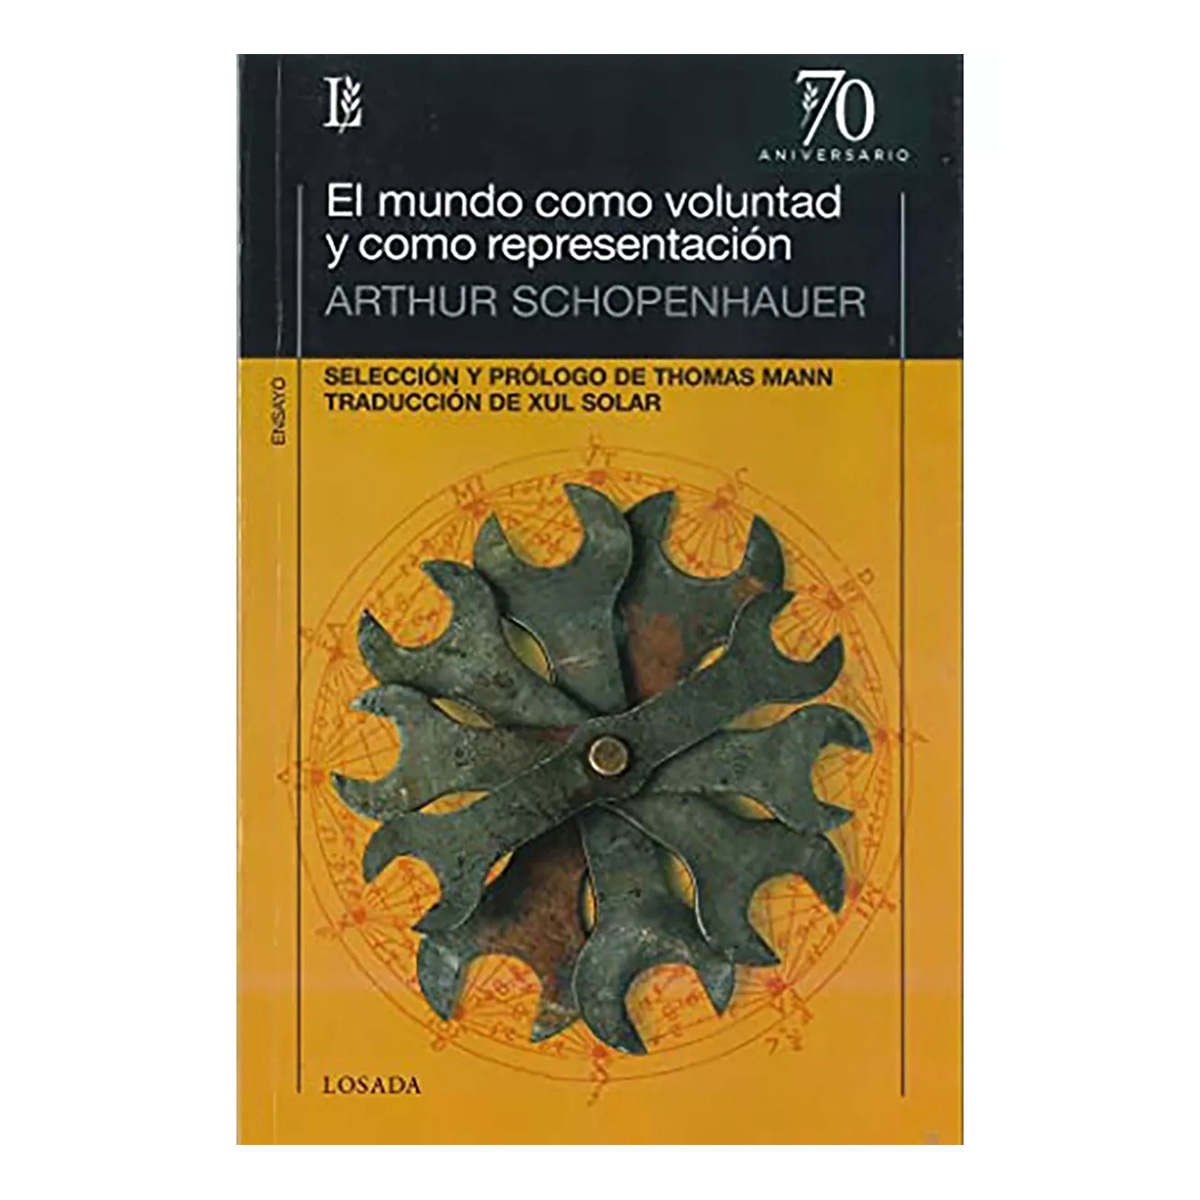 L
70
ANIVERSARIO
El mundo como voluntad
y como representación
ARTHUR SCHOPENHAUER
SELECCIÓN Y PRÓLOGO DE THOMAS MANN
TRADUCCIÓN DE XUL SOLAR
ENSAYO
LOSADA